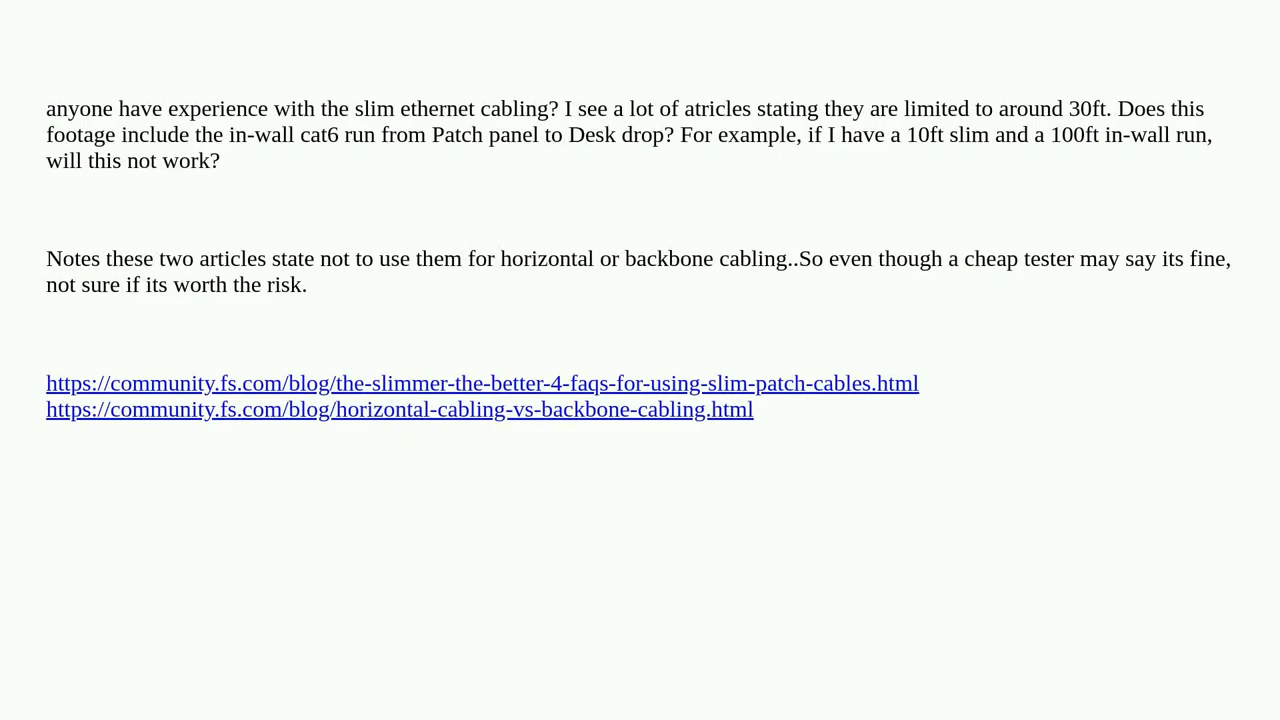 anyone have experience with the slim ethernet cabling? I see a lot of atricles stating they are limited to around 30ft. Does this
footage include the in-wall cat6 run from Patch panel to Desk drop? For example, if I have a 10ft slim and a 100ft in-wall run,
will this not work?
Notes these two articles state not to use them for horizontal or backbone cabling..So even though a cheap tester may say its fine,
not sure if its worth the risk.
https://community.fs.com/blog/the-slimmer-the-better-4-faqs-for-using-slim-patch-cables.html
https://community.fs.com/blog/horizontal-cabling-vs-backbone-cabling.html